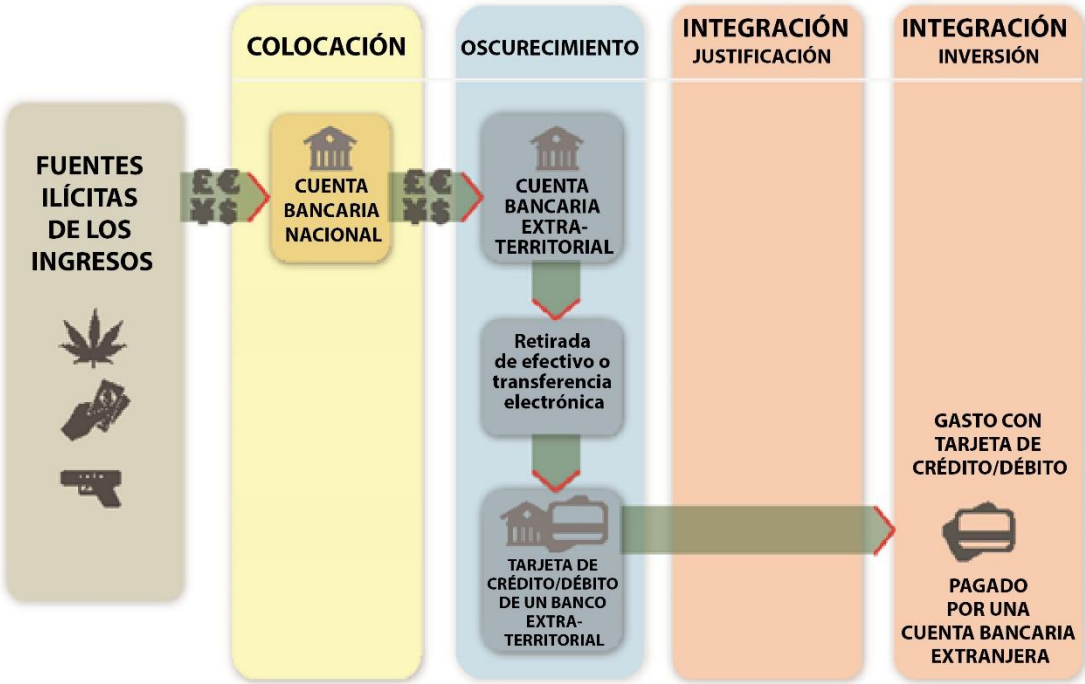 FUENTES
ILÍCITAS
DE LOS
INGRESOS
£€
¥$
COLOCACIÓN
CUENTA
BANCARIA
NACIONAL
£€
¥$
OSCURECIMIENTO
CUENTA
BANCARIA
EXTRA-
TERRITORIAL
Retirada
de efectivo o
transferencia
electrónica
TARJETA DE
CRÉDITO/DÉBITO
DE UN BANCO
EXTRA-
TERRITORIAL
INTEGRACIÓN
JUSTIFICACIÓN
INTEGRACIÓN
INVERSIÓN
GASTO CON
TARJETA DE
CRÉDITO/DÉBITO
PAGADO
POR UNA
CUENTA BANCARIA
EXTRANJERA